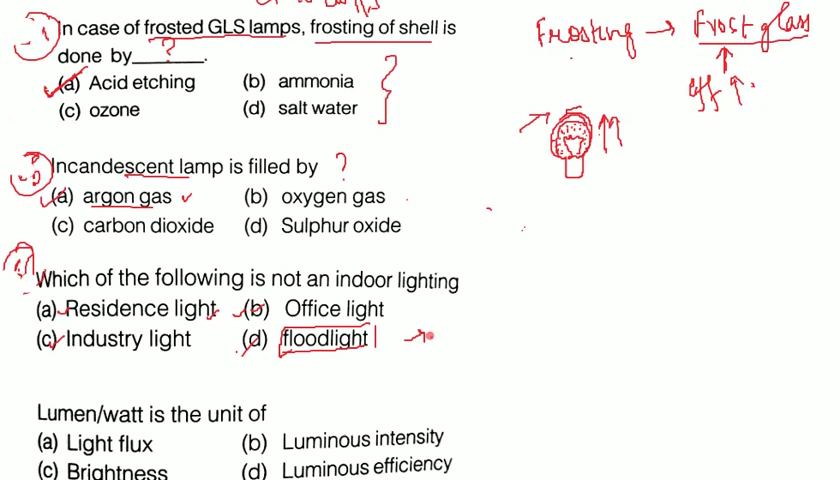 In case of frosted GLS lamps, frosting of shell is
done by_______.
?
(a) Acid etching (b) ammonia
(c) ozone (d) salt water
Frosting → Frost glass
eff ↑
Incandescent lamp is filled by ?
(a) argon gas (b) oxygen gas
(c) carbon dioxide (d) Sulphur oxide
Which of the following is not an indoor lighting
(a) Residence light (b) Office light
(c) Industry light (d) floodlight
Lumen/watt is the unit of
(a) Light flux (b) Luminous intensity
(c) Brightness (d) Luminous efficiency